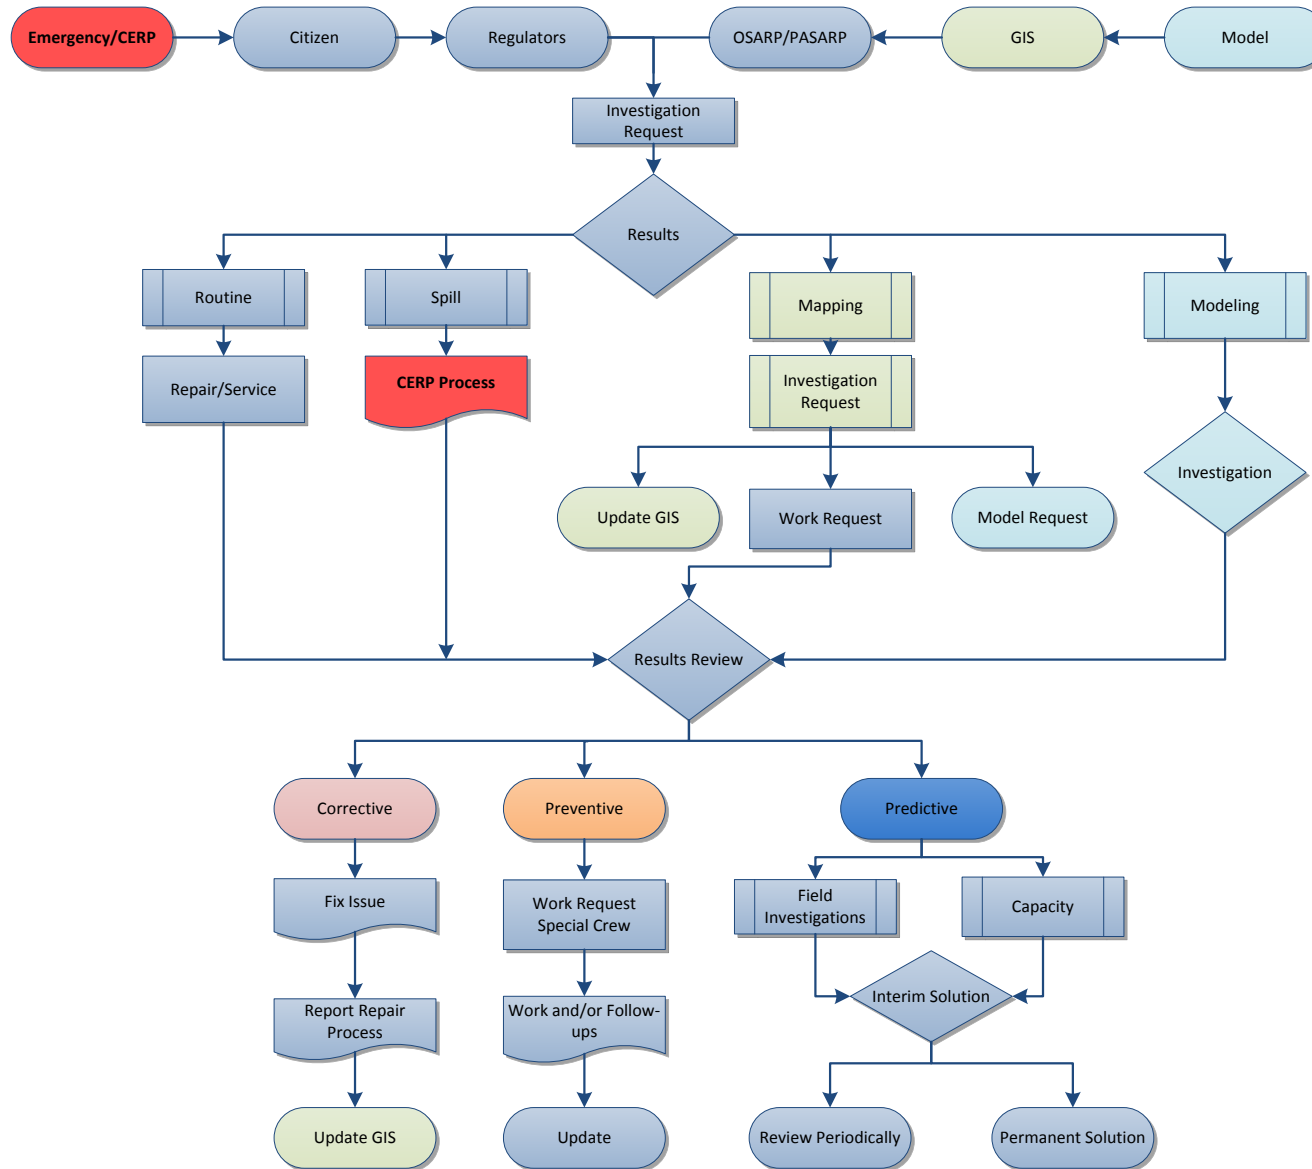 Emergency/CERP
Citizen
Regulators
OSARP/PASARP
GIS
Model
Investigation
Request
Results
Routine
Spill
Mapping
Modeling
Repair/Service
CERP Process
Investigation
Request
Investigation
Update GIS
Work Request
Model Request
Results Review
Corrective
Preventive
Predictive
Fix Issue
Work Request
Special Crew
Field
Investigations
Capacity
Interim Solution
Report Repair
Process
Work and/or Follow-
ups
Update GIS
Update
Review Periodically
Permanent Solution